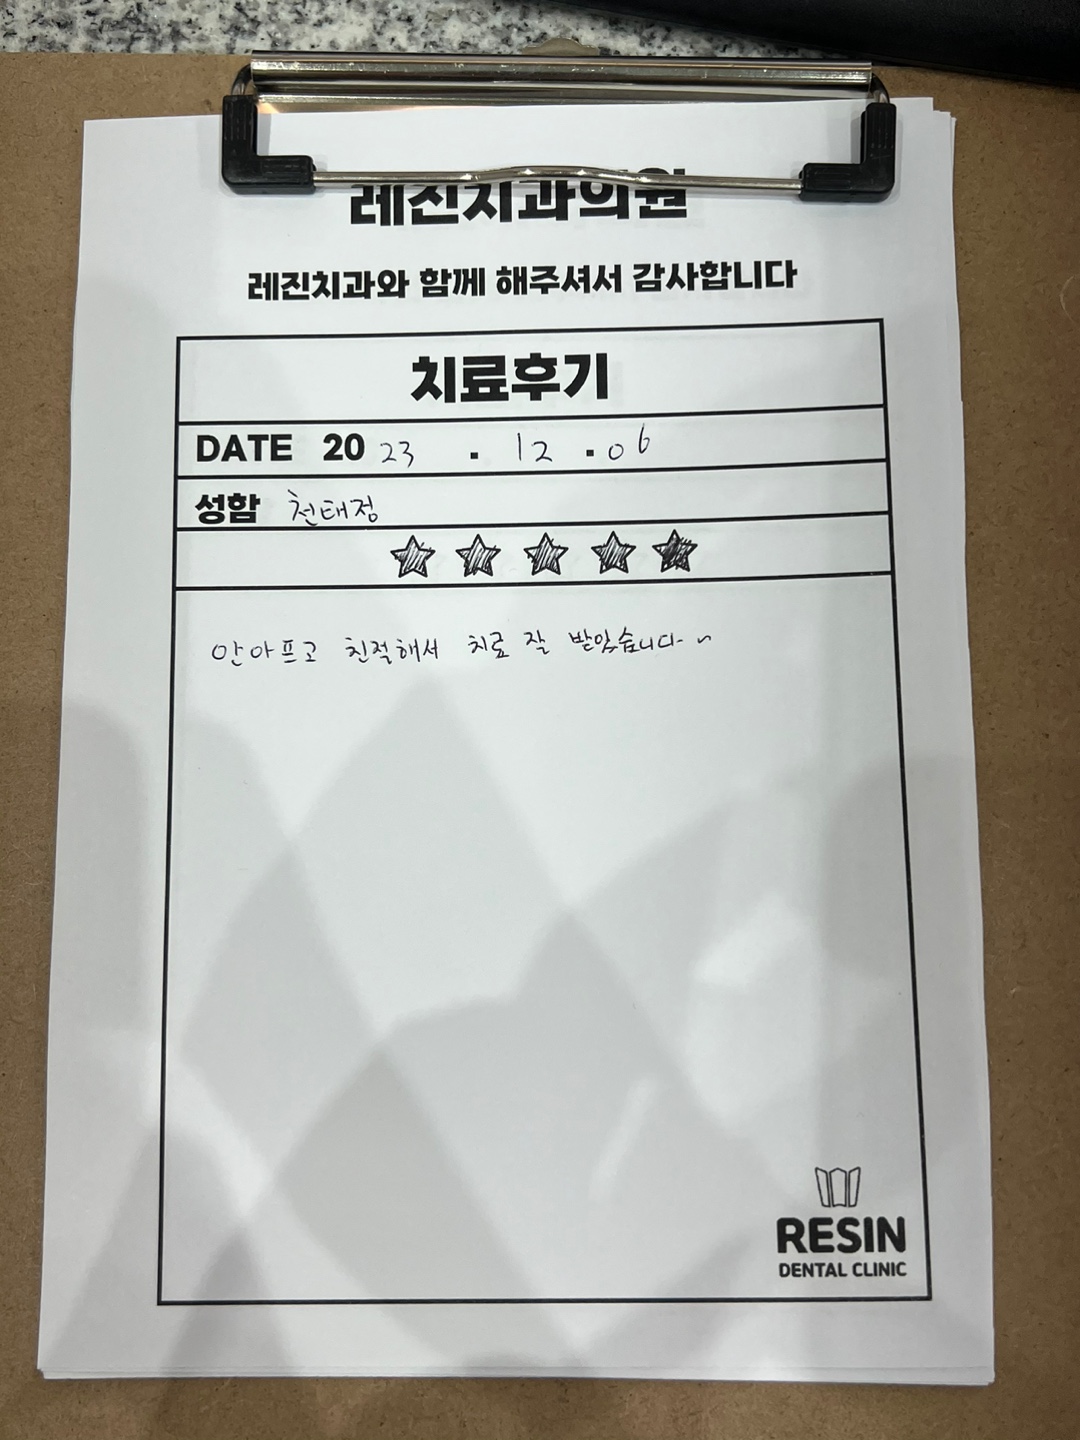 레진치과의원
레진치과와 함께 해주셔서 감사합니다
치료후기
DATE 2023 . 12 . 06
성함 천태정
안아프고 친절해서 치료 잘 받았습니다~
RESIN
DENTAL CLINIC